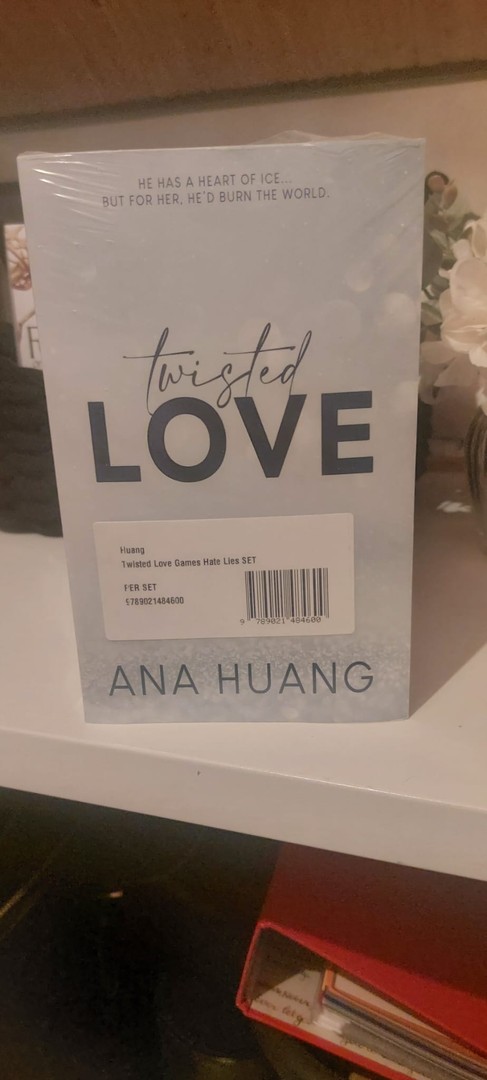 HE HAS A HEART OF ICE...
BUT FOR HER, HE'D BURN THE WORLD.
twisted
LOVE
Huang
Twisted Love Games Hate Lies SET
PER SET
9789021484600
9 789021 484600
ANA HUANG